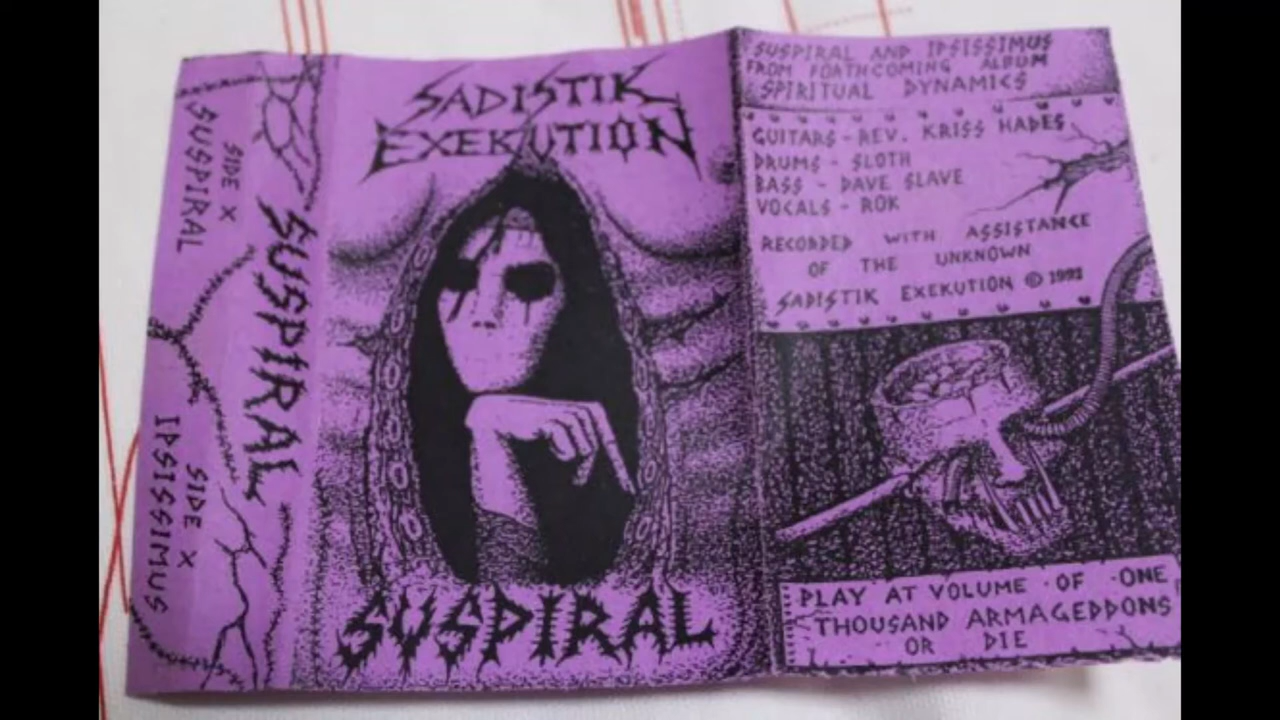 SIDE X
SUSPIRAL
SIDE X
IPSISSIMUS
SUSPIRAL
SADISTIK
EXEKUTION
SUSPIRAL
SUSPIRAL AND IPSISSIMUS
FROM FORTHCOMING ALBUM
SPIRITUAL DYNAMICS
GUITARS - REV. KRISS HADES
DRUMS - SLOTH
BASS - DAVE SLAVE
VOCALS - ROK
RECORDED WITH ASSISTANCE
OF THE UNKNOWN
SADISTIK EXEKUTION © 1991
PLAY AT VOLUME OF ONE
THOUSAND ARMAGEDDONS
OR DIE